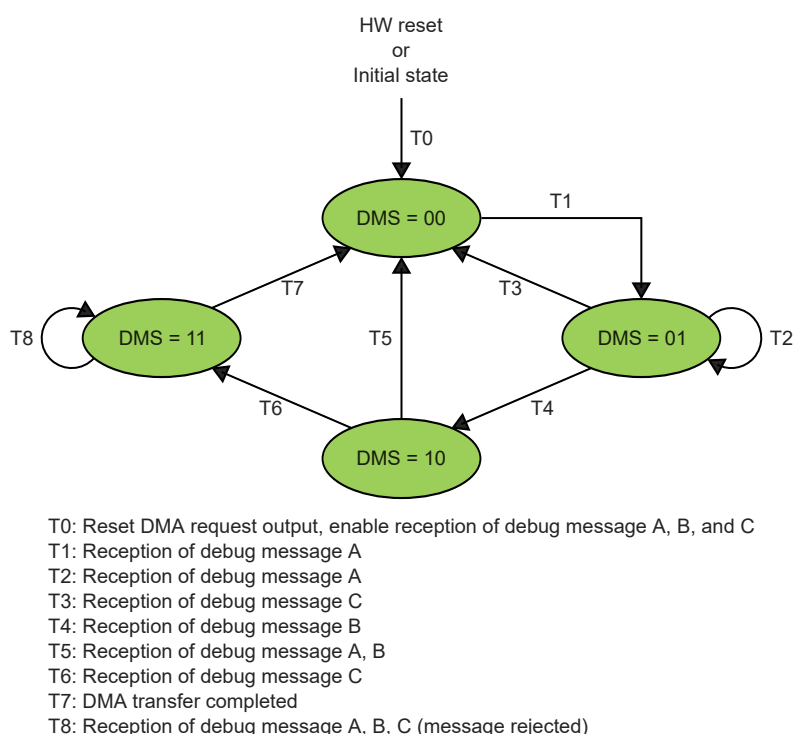 HW reset
or
Initial state
T0
DMS = 00
T1
T7
T3
T8
DMS = 11
T5
DMS = 01
T2
T6
T4
DMS = 10
T0: Reset DMA request output, enable reception of debug message A, B, and C
T1: Reception of debug message A
T2: Reception of debug message A
T3: Reception of debug message C
T4: Reception of debug message B
T5: Reception of debug message A, B
T6: Reception of debug message C
T7: DMA transfer completed
T8: Reception of debug message A, B, C (message rejected)